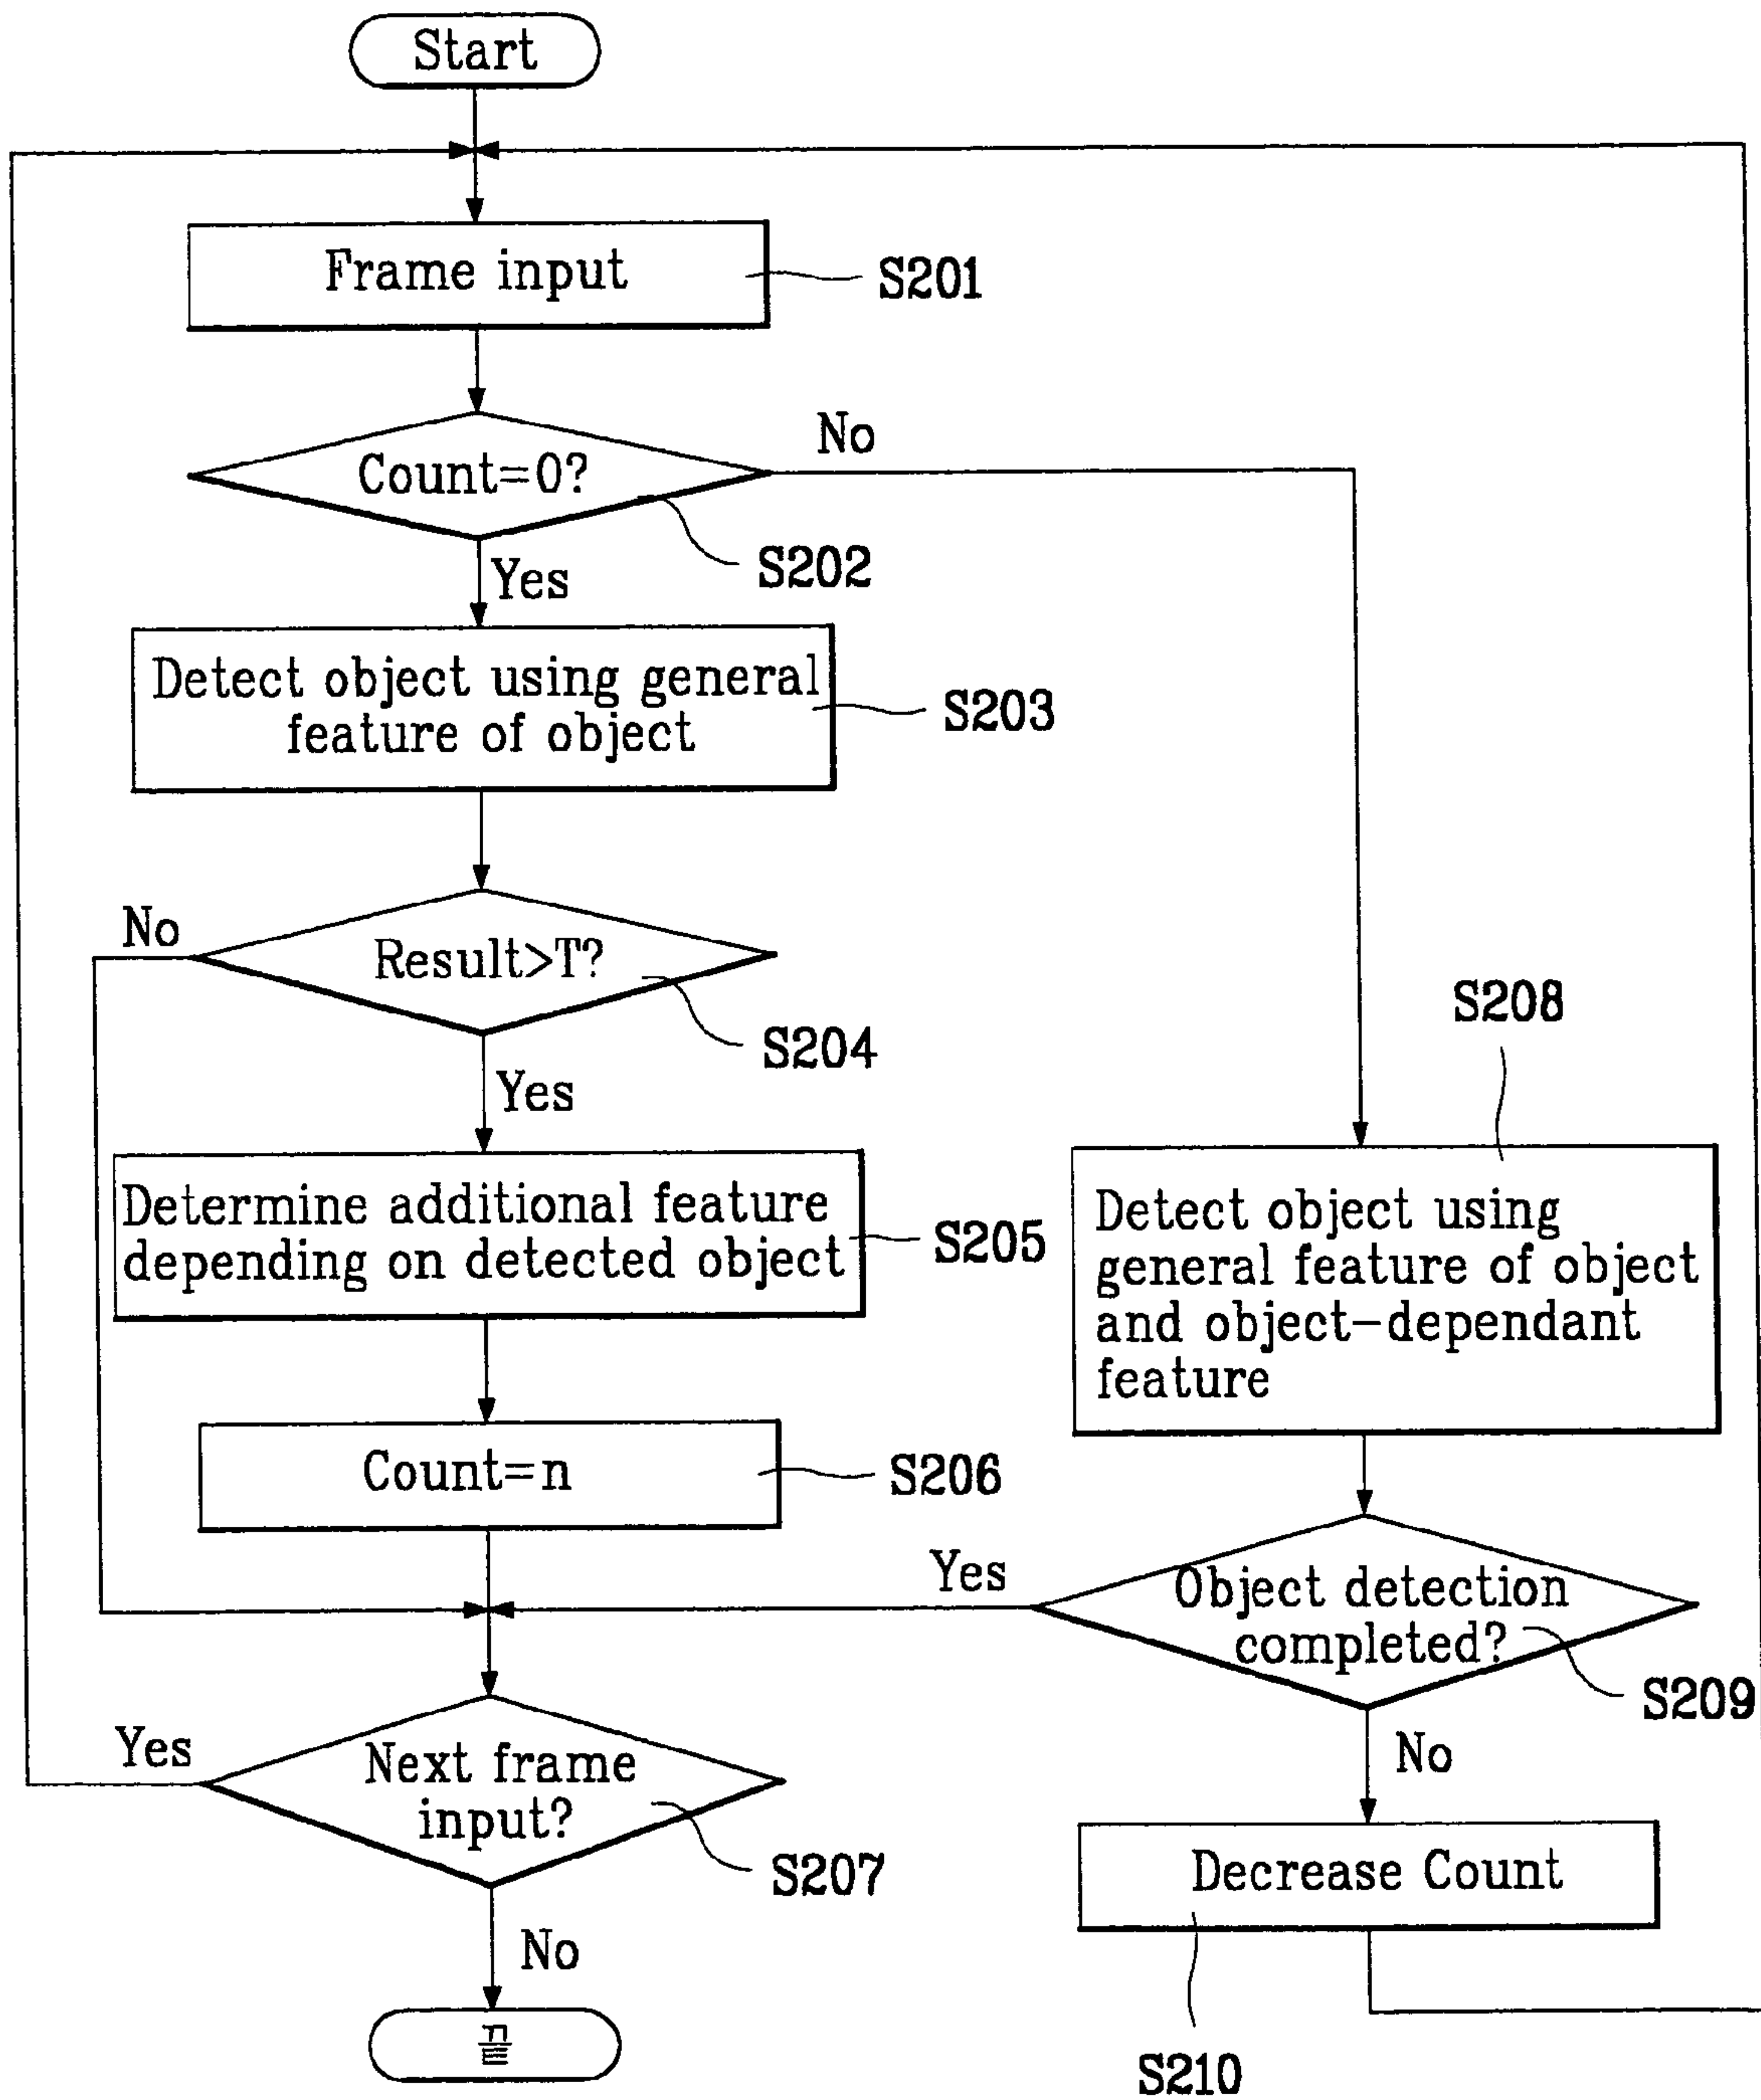 Start
Frame input
S201
Count=0?
No
S202
Yes
Detect object using general
feature of object
S203
No
Result>T?
S204
Yes
Determine additional feature
depending on detected object
S205
Count=n
S206
S208
Detect object using
general feature of object
and object-dependant
feature
Yes
Object detection
completed?
S209
No
Decrease Count
S210
Yes
Next frame
input?
S207
No